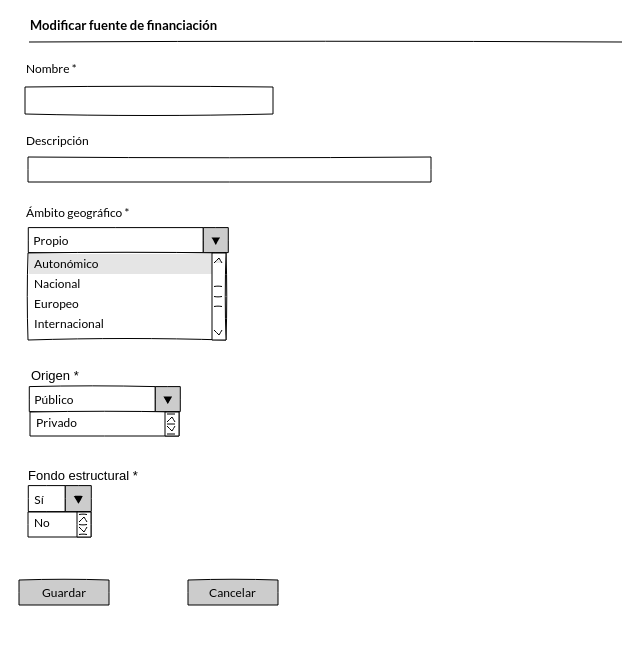 Modificar fuente de financiación
Nombre *
Descripción
Ámbito geográfico *
Propio
Autonómico
Nacional
Europeo
Internacional
Origen *
Público
Privado
Fondo estructural *
Sí
No
Guardar Cancelar